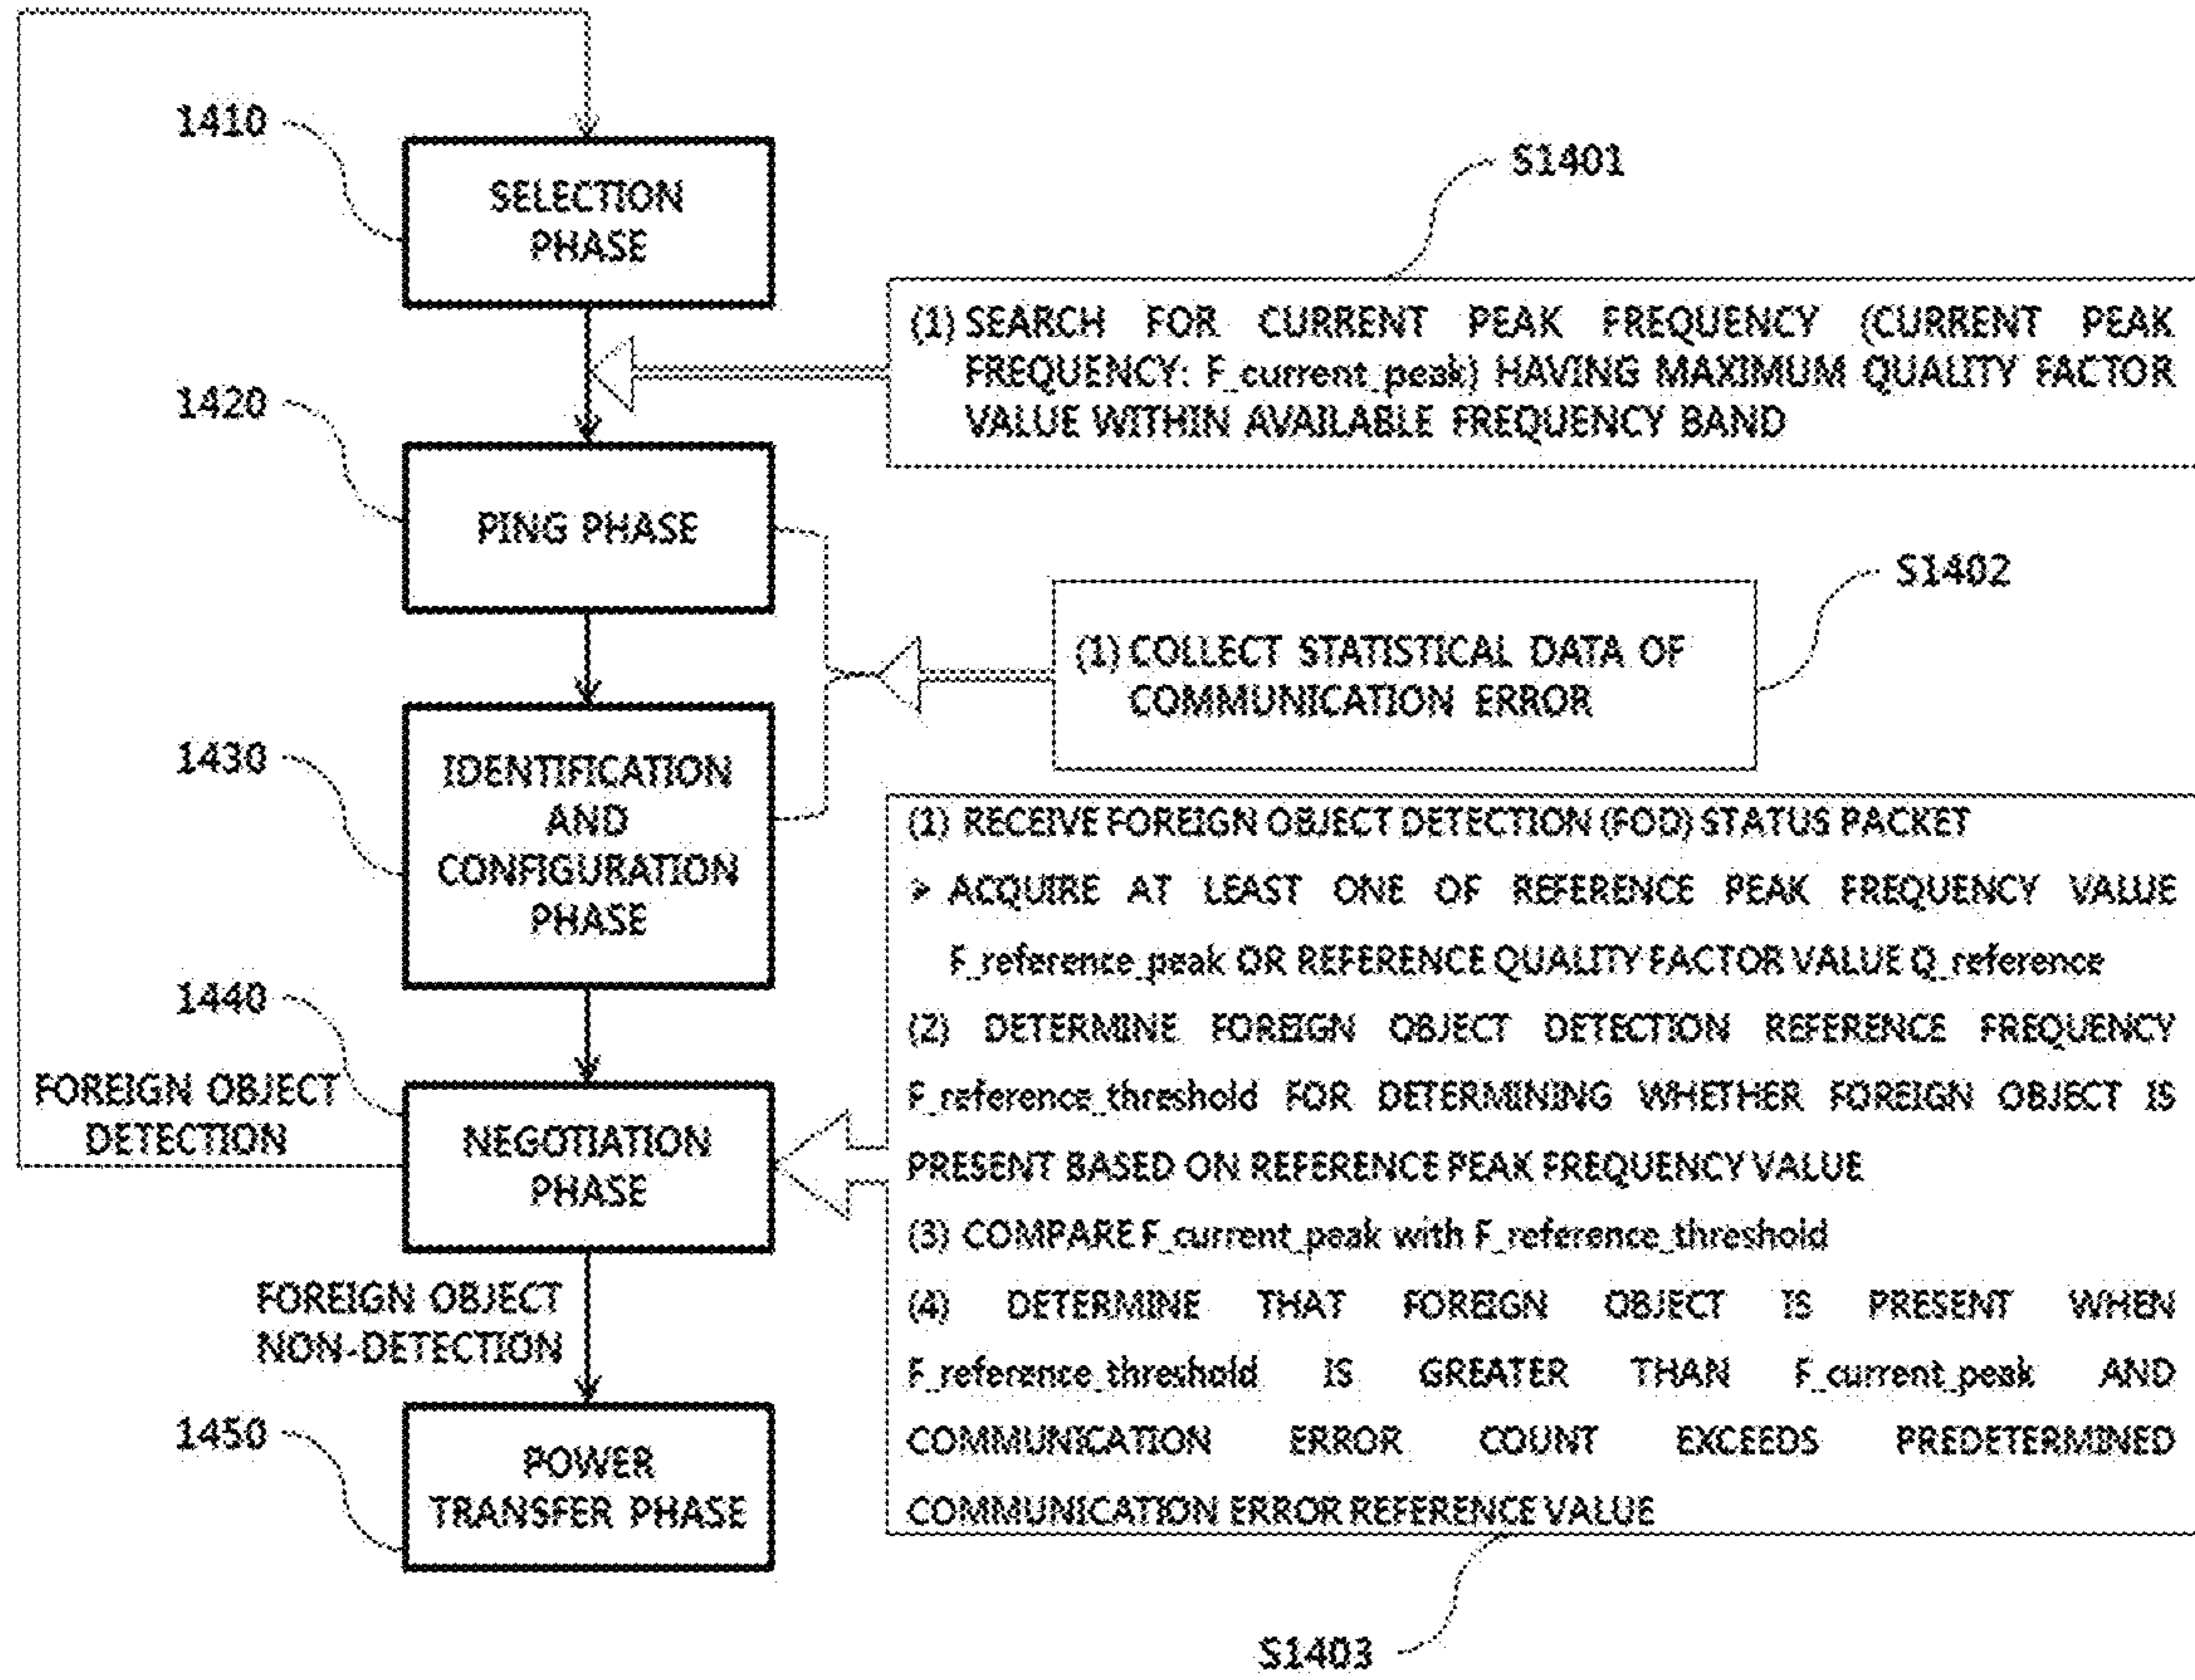 1410
SELECTION
PHASE
S1401
(1) SEARCH FOR CURRENT PEAK FREQUENCY (CURRENT PEAK
FREQUENCY: F_current_peak) HAVING MAXIMUM QUALITY FACTOR
VALUE WITHIN AVAILABLE FREQUENCY BAND
1420
PING PHASE
S1402
(1) COLLECT STATISTICAL DATA OF
COMMUNICATION ERROR
1430
IDENTIFICATION
AND
CONFIGURATION
PHASE
1440
FOREIGN OBJECT
DETECTION
NEGOTIATION
PHASE
(1) RECEIVE FOREIGN OBJECT DETECTION (FOD) STATUS PACKET
➢ ACQUIRE AT LEAST ONE OF REFERENCE PEAK FREQUENCY VALUE
F_reference_peak OR REFERENCE QUALITY FACTOR VALUE Q_reference
(2) DETERMINE FOREIGN OBJECT DETECTION REFERENCE FREQUENCY
F_reference_threshold FOR DETERMINING WHETHER FOREIGN OBJECT IS
PRESENT BASED ON REFERENCE PEAK FREQUENCY VALUE
(3) COMPARE F_current_peak with F_reference_threshold
(4) DETERMINE THAT FOREIGN OBJECT IS PRESENT WHEN
F_reference_threshold IS GREATER THAN F_current_peak AND
COMMUNICATION ERROR COUNT EXCEEDS PREDETERMINED
COMMUNICATION ERROR REFERENCE VALUE
S1403
FOREIGN OBJECT
NON-DETECTION
1450
POWER
TRANSFER PHASE